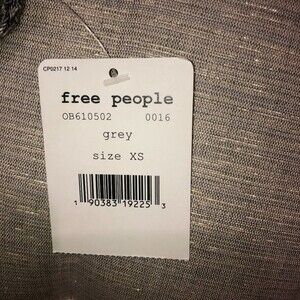 CP0217 12 14
free people
OB610502 0016
grey
size XS
1 90383 19225 3